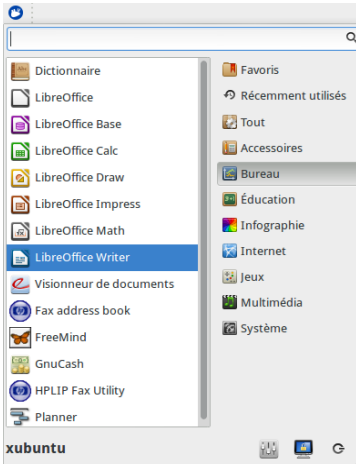 Dictionnaire
LibreOffice
LibreOffice Base
LibreOffice Calc
LibreOffice Draw
LibreOffice Impress
LibreOffice Math
LibreOffice Writer
Visionneur de documents
Fax address book
FreeMind
GnuCash
HPLIP Fax Utility
Planner
Favoris
Récemment utilisés
Tout
Accessoires
Bureau
Éducation
Infographie
Internet
Jeux
Multimédia
Système
xubuntu